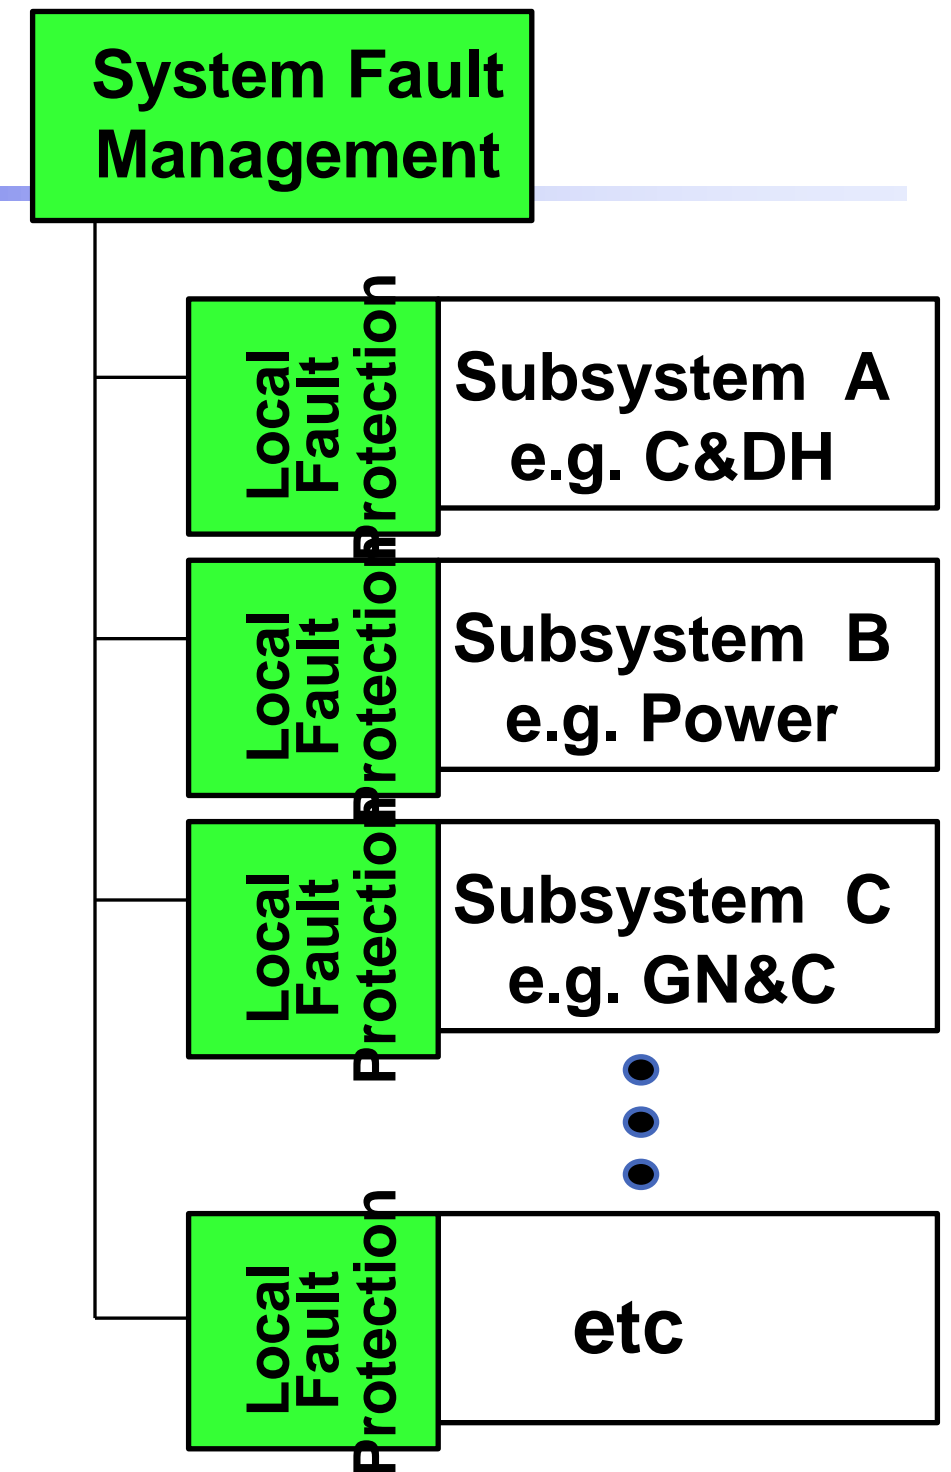 System Fault
Management
Local
Fault
Protection
Subsystem A
e.g. C&DH
Local
Fault
Protection
Subsystem B
e.g. Power
Local
Fault
Protection
Subsystem C
e.g. GN&C
Local
Fault
Protection
etc